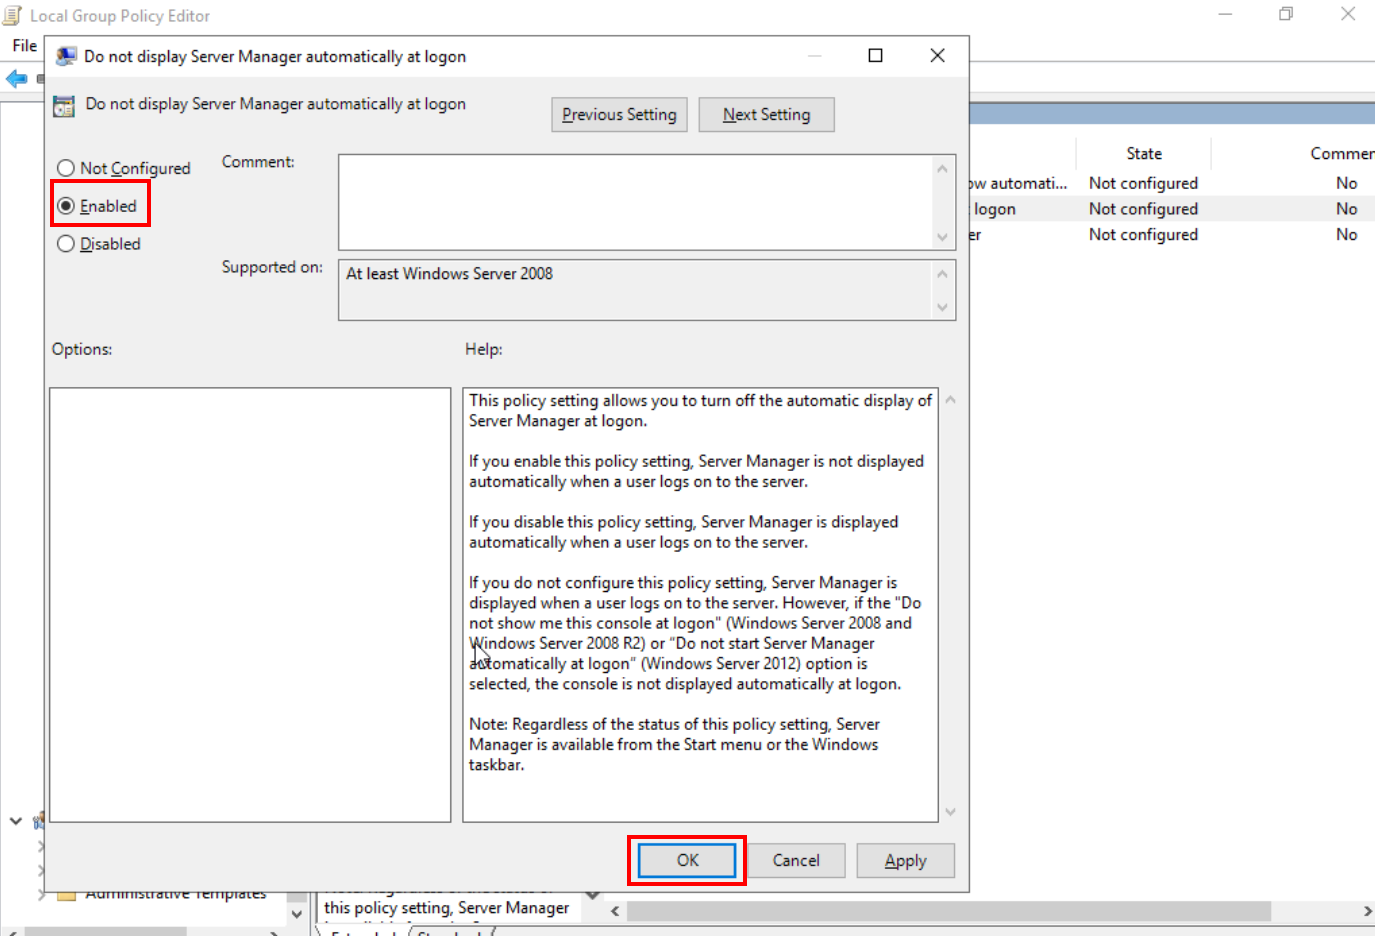 Local Group Policy Editor
File
Do not display Server Manager automatically at logon
Do not display Server Manager automatically at logon
Previous Setting
Next Setting
Not Configured
Enabled
Disabled
Comment:
Supported on:
At least Windows Server 2008
Options:
Help:
This policy setting allows you to turn off the automatic display of
Server Manager at logon.
If you enable this policy setting, Server Manager is not displayed
automatically when a user logs on to the server.
If you disable this policy setting, Server Manager is displayed
automatically when a user logs on to the server.
If you do not configure this policy setting, Server Manager is
displayed when a user logs on to the server. However, if the "Do
not show me this console at logon" (Windows Server 2008 and
Windows Server 2008 R2) or "Do not start Server Manager
automatically at logon" (Windows Server 2012) option is
selected, the console is not displayed automatically at logon.
Note: Regardless of the status of this policy setting, Server
Manager is available from the Start menu or the Windows
taskbar.
OK
Cancel
Apply
State
Commen
ow automati... Not configured No
logon Not configured No
er Not configured No
Administrative Templates
this policy setting, Server Manager